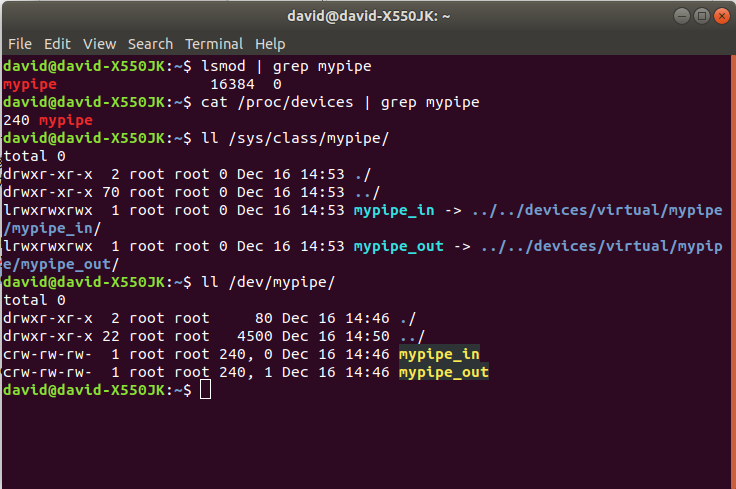 david@david-X550JK: ~
File Edit View Search Terminal Help
david@david-X550JK:~$ lsmod | grep mypipe
mypipe                 16384  0
david@david-X550JK:~$ cat /proc/devices | grep mypipe
240 mypipe
david@david-X550JK:~$ ll /sys/class/mypipe/
total 0
drwxr-xr-x  2 root root 0 Dec 16 14:53 ./
drwxr-xr-x 70 root root 0 Dec 16 14:53 ../
lrwxrwxrwx  1 root root 0 Dec 16 14:53 mypipe_in -> ../../devices/virtual/mypipe
/mypipe_in/
lrwxrwxrwx  1 root root 0 Dec 16 14:53 mypipe_out -> ../../devices/virtual/mypip
e/mypipe_out/
david@david-X550JK:~$ ll /dev/mypipe/
total 0
drwxr-xr-x  2 root root     80 Dec 16 14:46 ./
drwxr-xr-x 22 root root   4500 Dec 16 14:50 ../
crw-rw-rw-  1 root root 240, 0 Dec 16 14:46 mypipe_in
crw-rw-rw-  1 root root 240, 1 Dec 16 14:46 mypipe_out
david@david-X550JK:~$